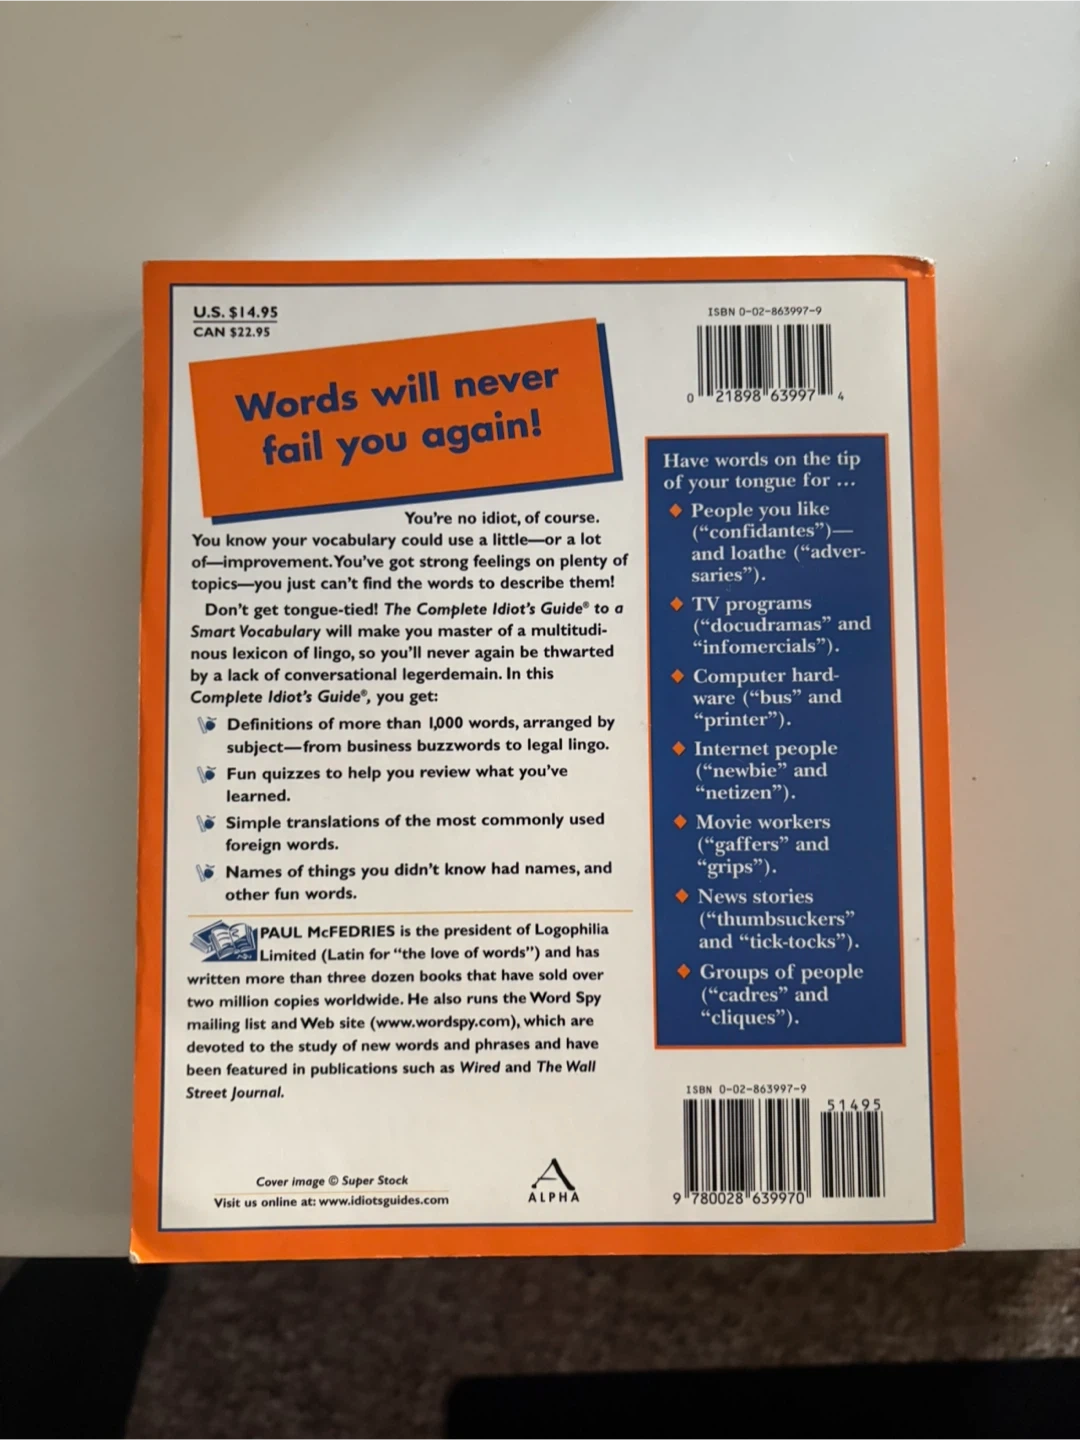 U.S. $14.95
CAN $22.95
Words will never
fail you again!
You're no idiot, of course.
You know your vocabulary could use a little—or a lot
of—improvement. You've got strong feelings on plenty of
topics—you just can't find the words to describe them!
Don't get tongue-tied! The Complete Idiot's Guide® to a
Smart Vocabulary will make you master of a multitudi-
nous lexicon of lingo, so you'll never again be thwarted
by a lack of conversational legerdemain. In this
Complete Idiot's Guide®, you get:
Definitions of more than 1,000 words, arranged by
subject—from business buzzwords to legal lingo.
Fun quizzes to help you review what you've
learned.
Simple translations of the most commonly used
foreign words.
Names of things you didn't know had names, and
other fun words.
PAUL McFEDRIES is the president of Logophilia
Limited (Latin for "the love of words") and has
written more than three dozen books that have sold over
two million copies worldwide. He also runs the Word Spy
mailing list and Web site (www.wordspy.com), which are
devoted to the study of new words and phrases and have
been featured in publications such as Wired and The Wall
Street Journal.
Cover image © Super Stock
Visit us online at: www.idiotsguides.com
ALPHA
ISBN 0-02-863997-9
0 21898 63997 4
Have words on the tip
of your tongue for ...
◆ People you like
("confidantes")—
and loathe ("adver-
saries").
◆ TV programs
("docudramas" and
"infomercials").
◆ Computer hard-
ware ("bus" and
"printer").
◆ Internet people
("newbie" and
"netizen").
◆ Movie workers
("gaffers" and
"grips").
◆ News stories
("thumbsuckers"
and "tick-tocks").
◆ Groups of people
("cadres" and
"cliques").
ISBN 0-02-863997-9
51495
9 780028 639970